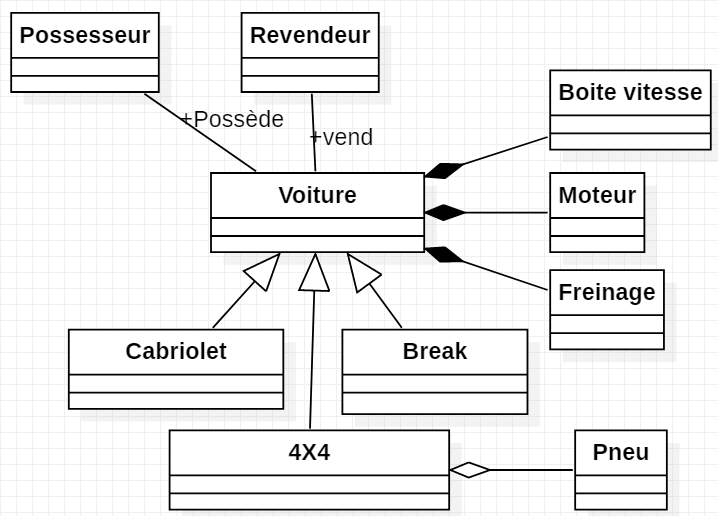 Possesseur
Revendeur
Boite vitesse
+Possède
+vend
Voiture
Moteur
Freinage
Cabriolet
Break
4X4
Pneu